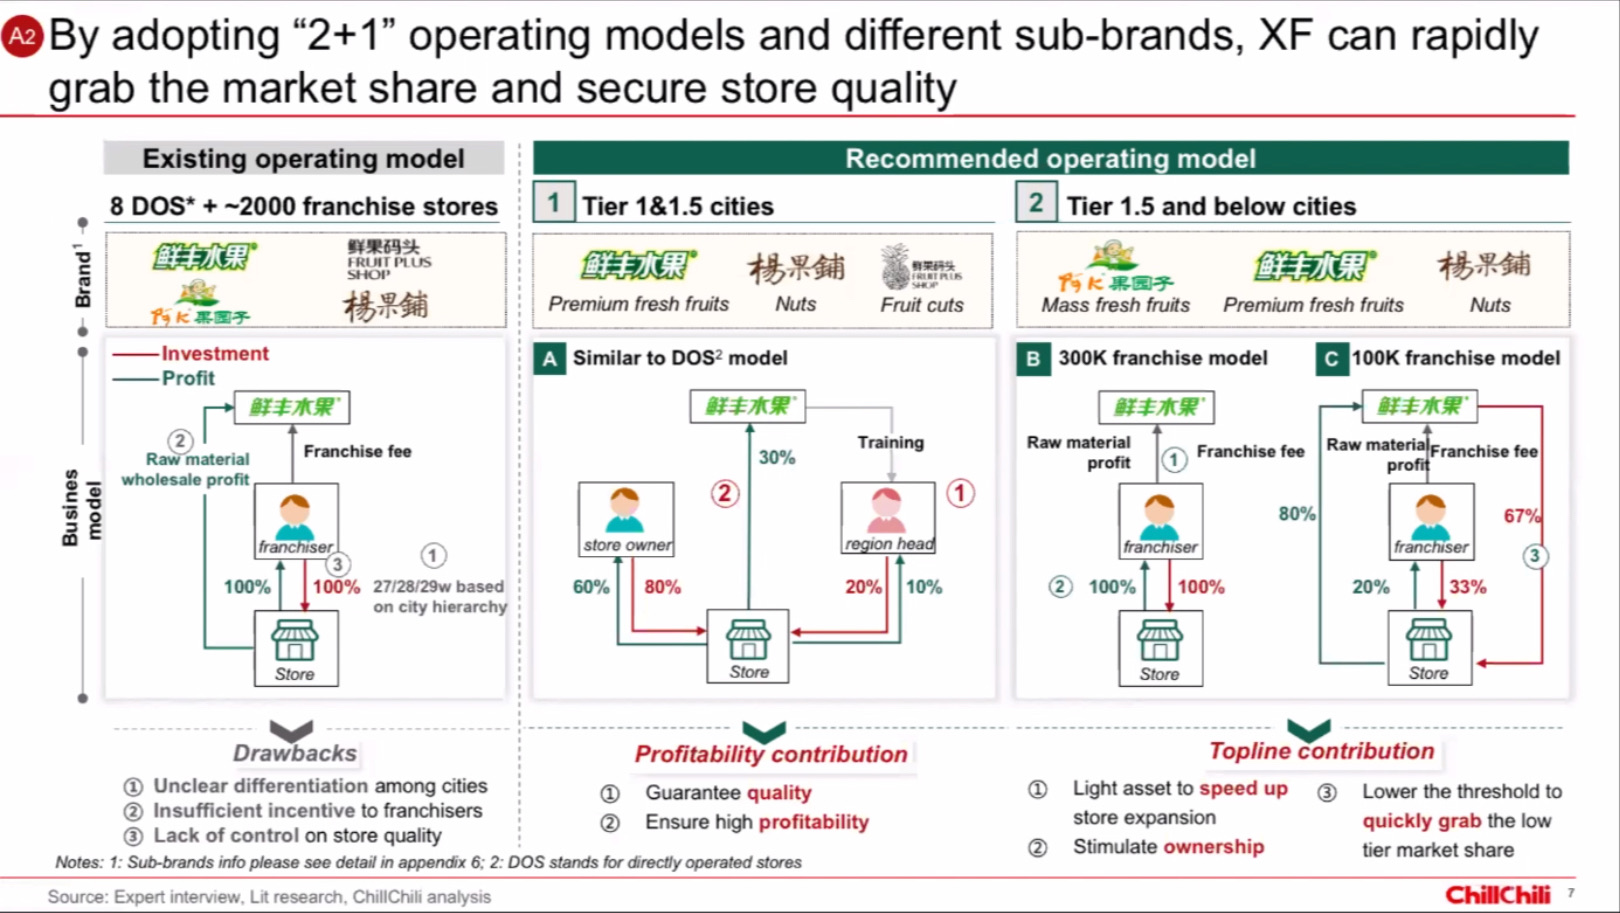 A2
By adopting “2+1” operating models and different sub-brands, XF can rapidly
grab the market share and secure store quality
Existing operating model
8 DOS* + ~2000 franchise stores
Brand¹
鲜丰水果
鲜果码头
FRUIT PLUS
SHOP
阿K果园子
楊果鋪
Recommended operating model
1
Tier 1&1.5 cities
鲜丰水果
Premium fresh fruits
楊果鋪
Nuts
鲜果码头
FRUIT PLUS
SHOP
Fruit cuts
2
Tier 1.5 and below cities
阿K果园子
Mass fresh fruits
鲜丰水果
Premium fresh fruits
楊果鋪
Nuts
Busines
model
Investment
Profit
鲜丰水果
②
Raw material
wholesale profit
Franchise fee
franchiser
③
①
100%
100%
27/28/29w based
on city hierarchy
Store
A
Similar to DOS² model
鲜丰水果
Training
30%
②
①
store owner
region head
60%
80%
20%
10%
Store
B
300K franchise model
鲜丰水果
Raw material
profit
①
Franchise fee
franchiser
②
100%
100%
Store
C
100K franchise model
鲜丰水果
Raw material
profit
Franchise fee
80%
67%
franchiser
③
20%
33%
Store
Drawbacks
① Unclear differentiation among cities
② Insufficient incentive to franchisers
③ Lack of control on store quality
Profitability contribution
① Guarantee quality
② Ensure high profitability
Topline contribution
① Light asset to speed up
store expansion
② Stimulate ownership
③ Lower the threshold to
quickly grab the low
tier market share
Notes: 1: Sub-brands info please see detail in appendix 6; 2: DOS stands for directly operated stores
Source: Expert interview, Lit research, ChillChili analysis
ChillChili
7